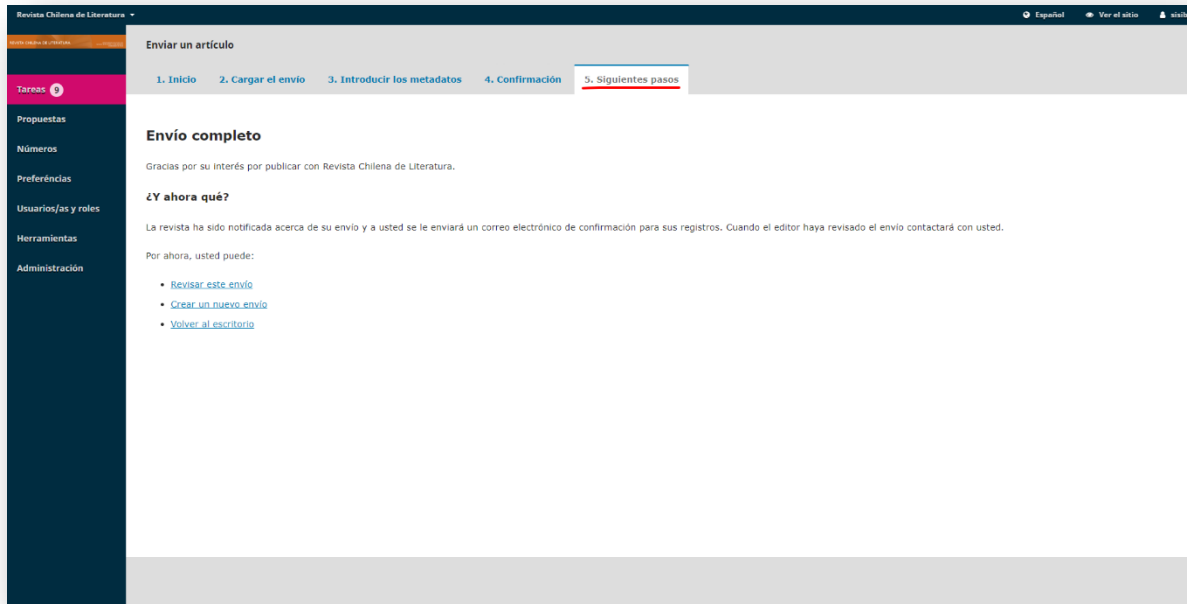 Revista Chilena de Literatura
Español
Ver el sitio
REVISTA CHILENA DE LITERATURA
Enviar un artículo
1. Inicio
2. Cargar el envío
3. Introducir los metadatos
4. Confirmación
5. Siguientes pasos
Tareas 9
Propuestas
Números
Preferéncias
Usuarios/as y roles
Herramientas
Administración
Envío completo
Gracias por su interés por publicar con Revista Chilena de Literatura.
¿Y ahora qué?
La revista ha sido notificada acerca de su envío y a usted se le enviará un correo electrónico de confirmación para sus registros. Cuando el editor haya revisado el envío contactará con usted.
Por ahora, usted puede:
Revisar este envío
Crear un nuevo envío
Volver al escritorio